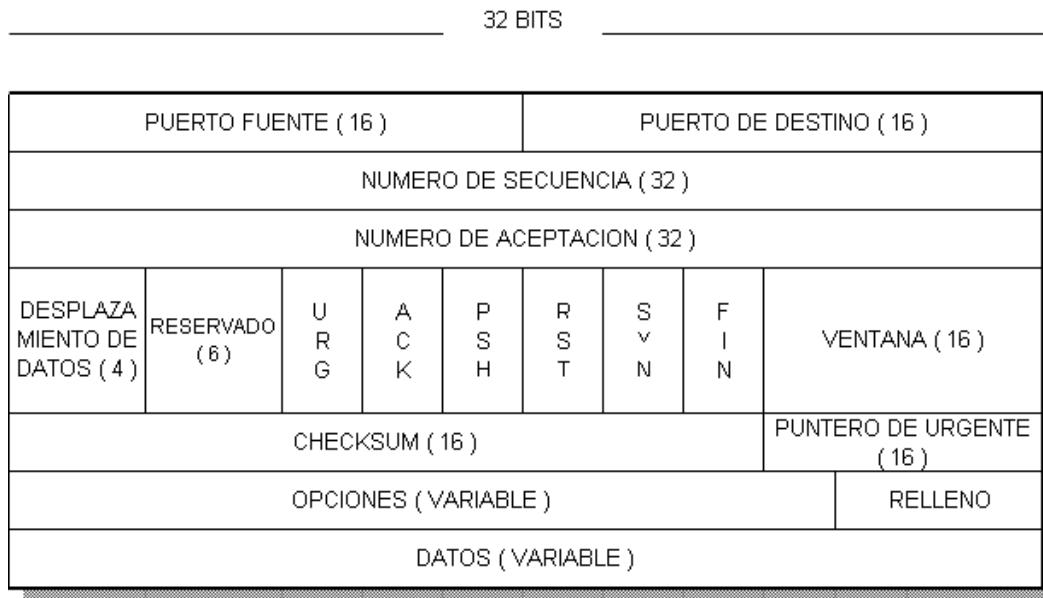 32 BITS
PUERTO FUENTE ( 16 )
PUERTO DE DESTINO ( 16 )
NUMERO DE SECUENCIA ( 32 )
NUMERO DE ACEPTACION ( 32 )
DESPLAZA
MIENTO DE
DATOS ( 4 )
RESERVADO
( 6 )
U
R
G
A
C
K
P
S
H
R
S
T
S
Y
N
F
I
N
VENTANA ( 16 )
CHECKSUM ( 16 )
PUNTERO DE URGENTE
( 16 )
OPCIONES ( VARIABLE )
RELLENO
DATOS ( VARIABLE )